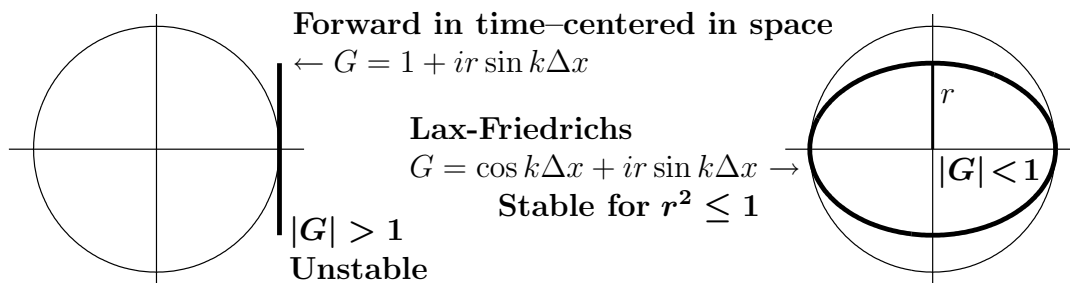 Forward in time–centered in space
← G = 1 + ir sin kΔx
|G| > 1
Unstable
Lax-Friedrichs
G = cos kΔx + ir sin kΔx →
Stable for r² ≤ 1
r
|G| < 1